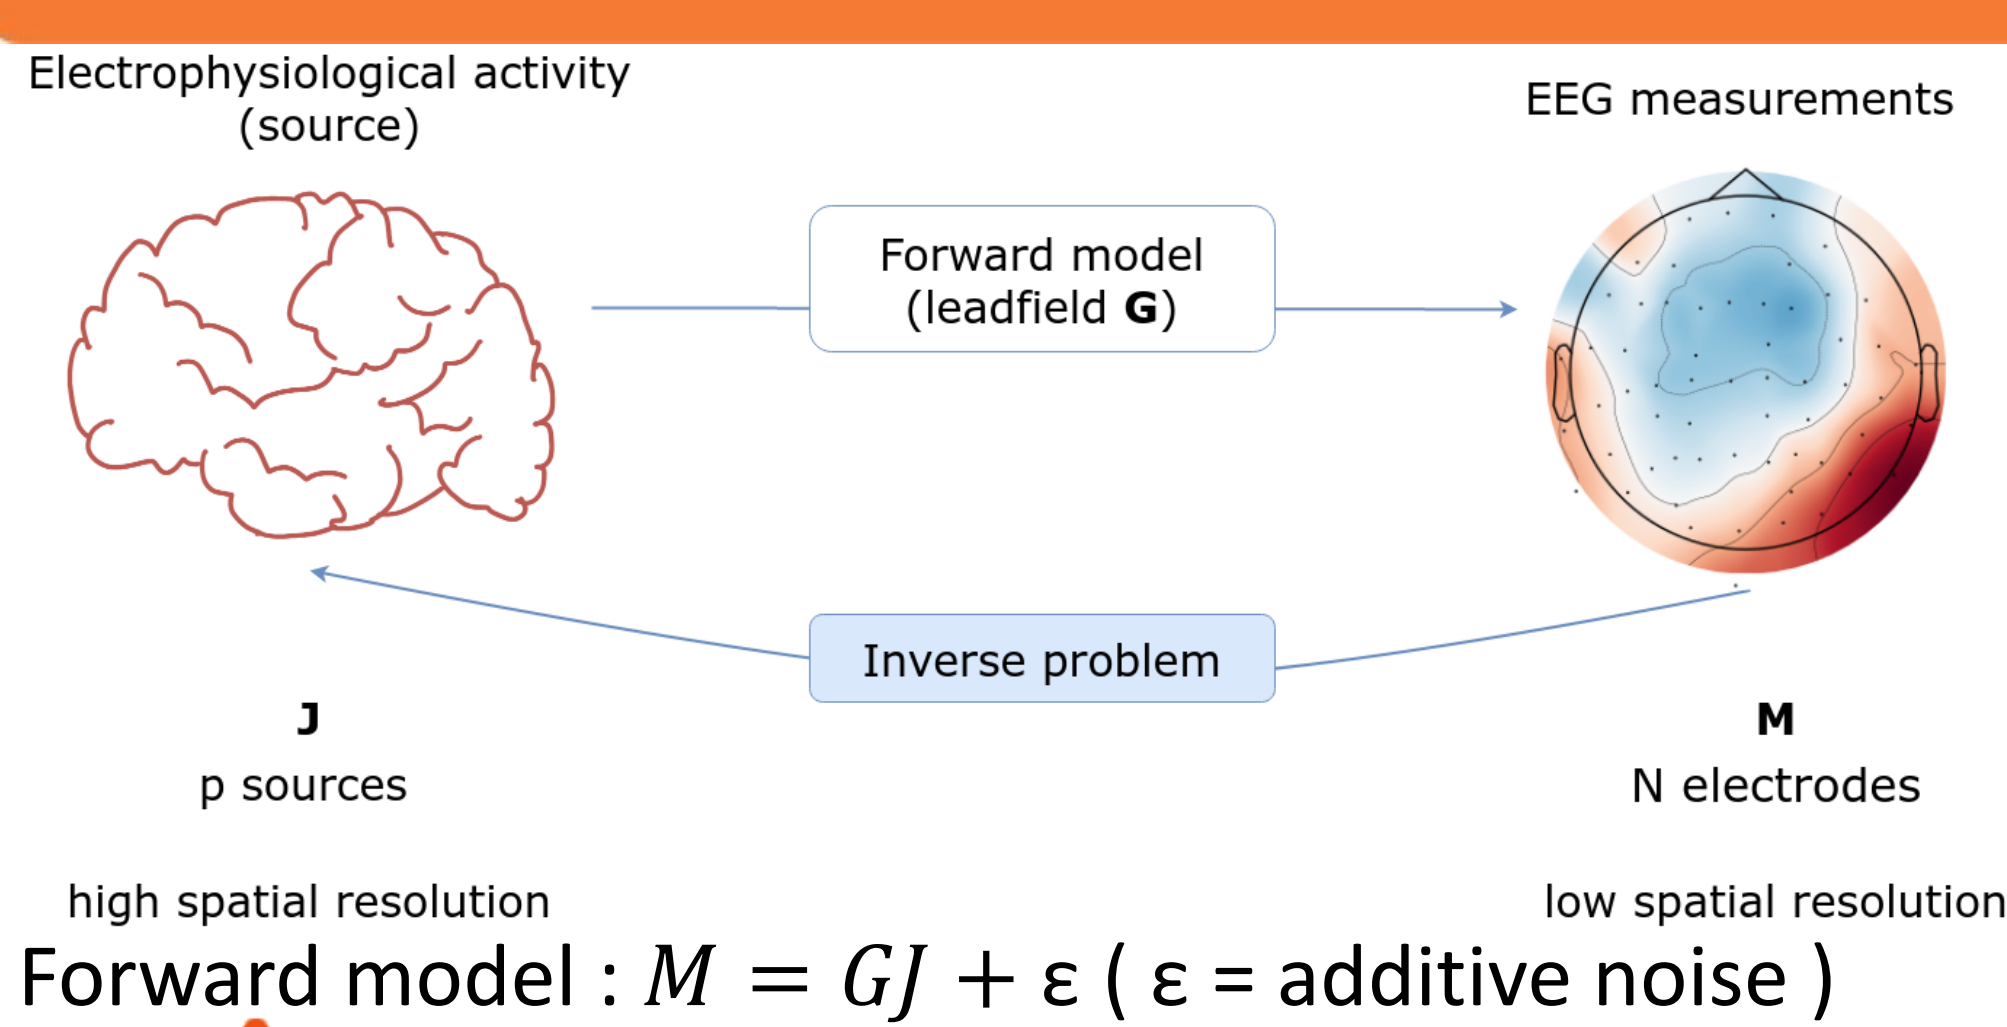 Electrophysiological activity
(source)
EEG measurements
Forward model
(leadfield G)
Inverse problem
J
M
p sources
N electrodes
high spatial resolution
low spatial resolution
Forward model : M = GJ + ε ( ε = additive noise )